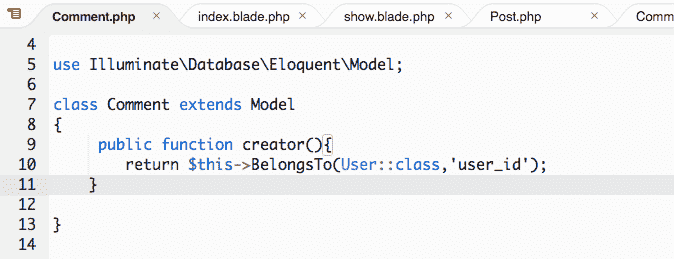 Comment.php × index.blade.php × show.blade.php × Post.php × Comm
4
5 use Illuminate\Database\Eloquent\Model;
6
7 class Comment extends Model
8 {
9 public function creator(){
10 return $this->BelongsTo(User::class,'user_id');
11 }
12
13 }
14